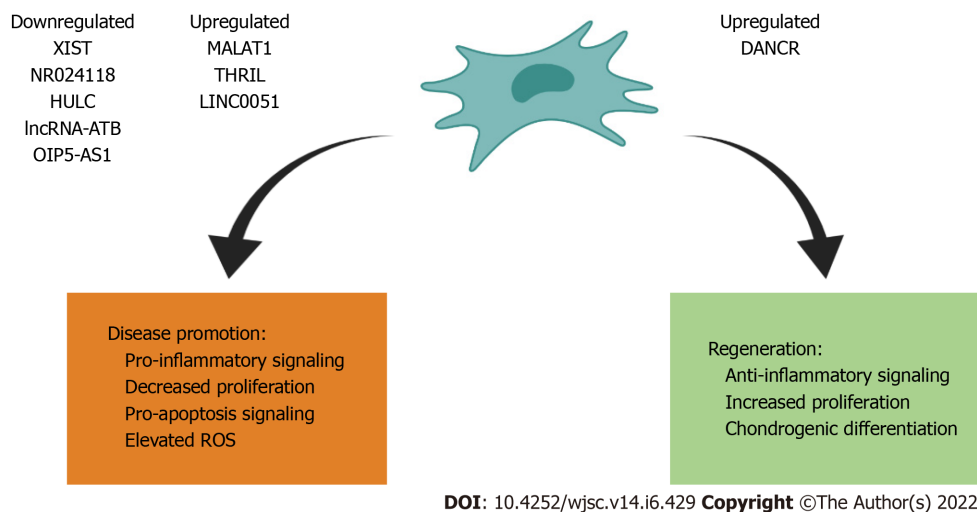 Downregulated
XIST
NR024118
HULC
lncRNA-ATB
OIP5-AS1
Upregulated
MALAT1
THRIL
LINC0051
Upregulated
DANCR
Disease promotion:
Pro-inflammatory signaling
Decreased proliferation
Pro-apoptosis signaling
Elevated ROS
Regeneration:
Anti-inflammatory signaling
Increased proliferation
Chondrogenic differentiation
DOI: 10.4252/wjsc.v14.i6.429 Copyright ©The Author(s) 2022